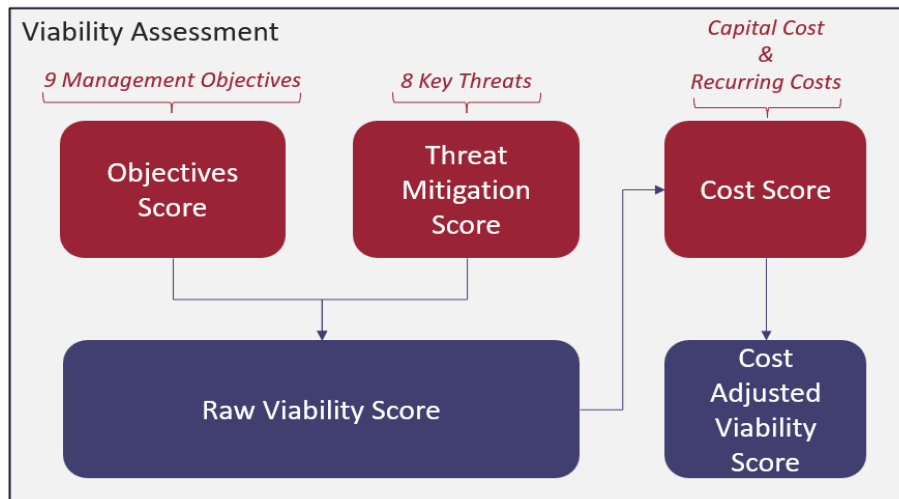 Viability Assessment
9 Management Objectives
8 Key Threats
Capital Cost
&
Recurring Costs
Objectives
Score
Threat
Mitigation
Score
Cost Score
Raw Viability Score
Cost
Adjusted
Viability
Score